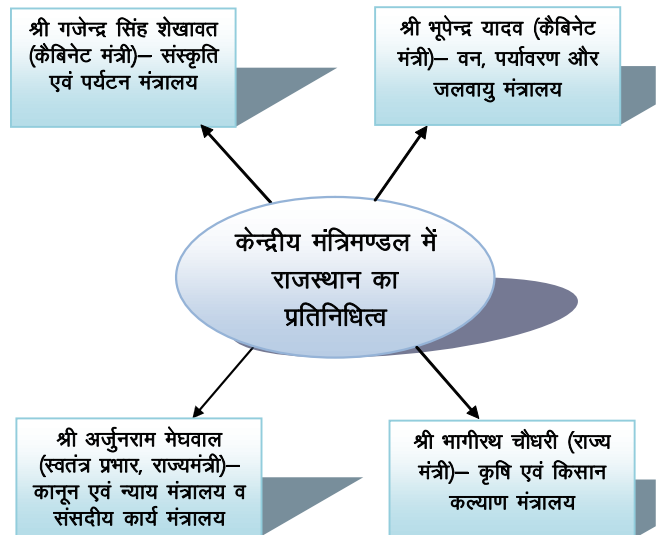 श्री गजेन्द्र सिंह शेखावत
(कैबिनेट मंत्री)– संस्कृति
एवं पर्यटन मंत्रालय
श्री भूपेन्द्र यादव (कैबिनेट
मंत्री)– वन, पर्यावरण और
जलवायु मंत्रालय
केन्द्रीय मंत्रिमण्डल में
राजस्थान का
प्रतिनिधित्व
श्री अर्जुनराम मेघवाल
(स्वतंत्र प्रभार, राज्यमंत्री)–
कानून एवं न्याय मंत्रालय व
संसदीय कार्य मंत्रालय
श्री भागीरथ चौधरी (राज्य
मंत्री)– कृषि एवं किसान
कल्याण मंत्रालय